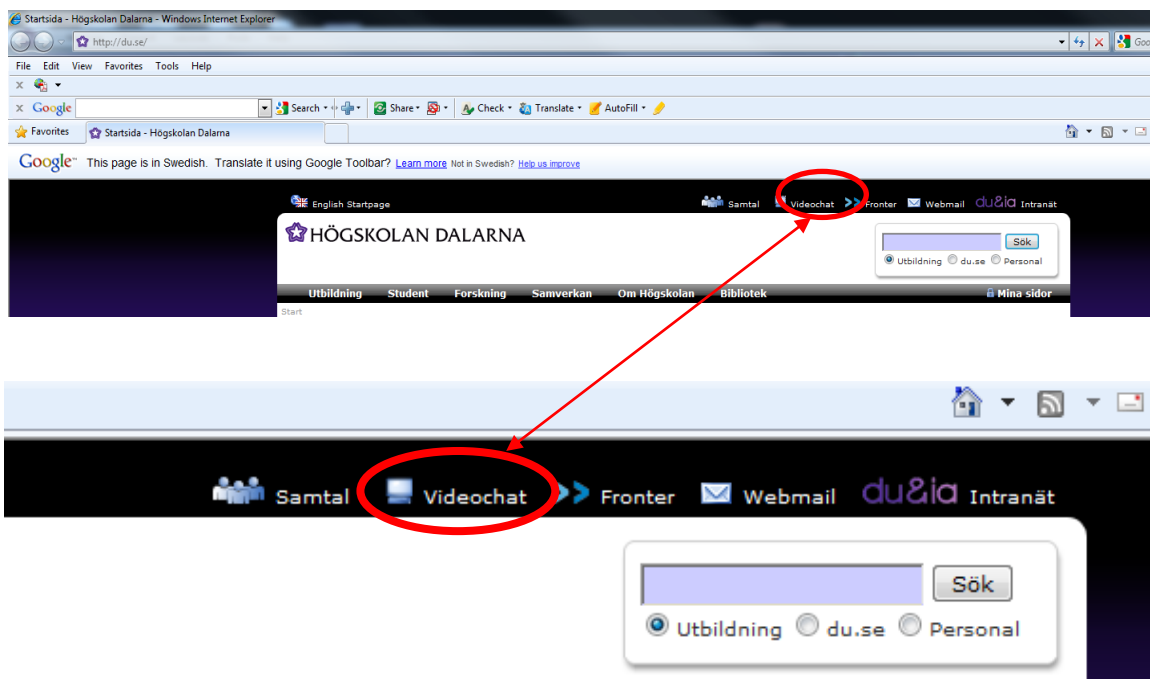 Startsida - Högskolan Dalarna - Windows Internet Explorer
http://du.se/
File Edit View Favorites Tools Help
x
x Google Search Share Check Translate AutoFill
Favorites Startsida - Högskolan Dalarna
Google This page is in Swedish. Translate it using Google Toolbar? Learn more Not in Swedish? Help us improve
English Startpage Samtal Videochat Fronter Webmail du&ia Intranät
HÖGSKOLAN DALARNA
Sök
Utbildning du.se Personal
Utbildning Student Forskning Samverkan Om Högskolan Bibliotek Mina sidor
Start
Samtal Videochat Fronter Webmail du&ia Intranät
Sök
Utbildning du.se Personal